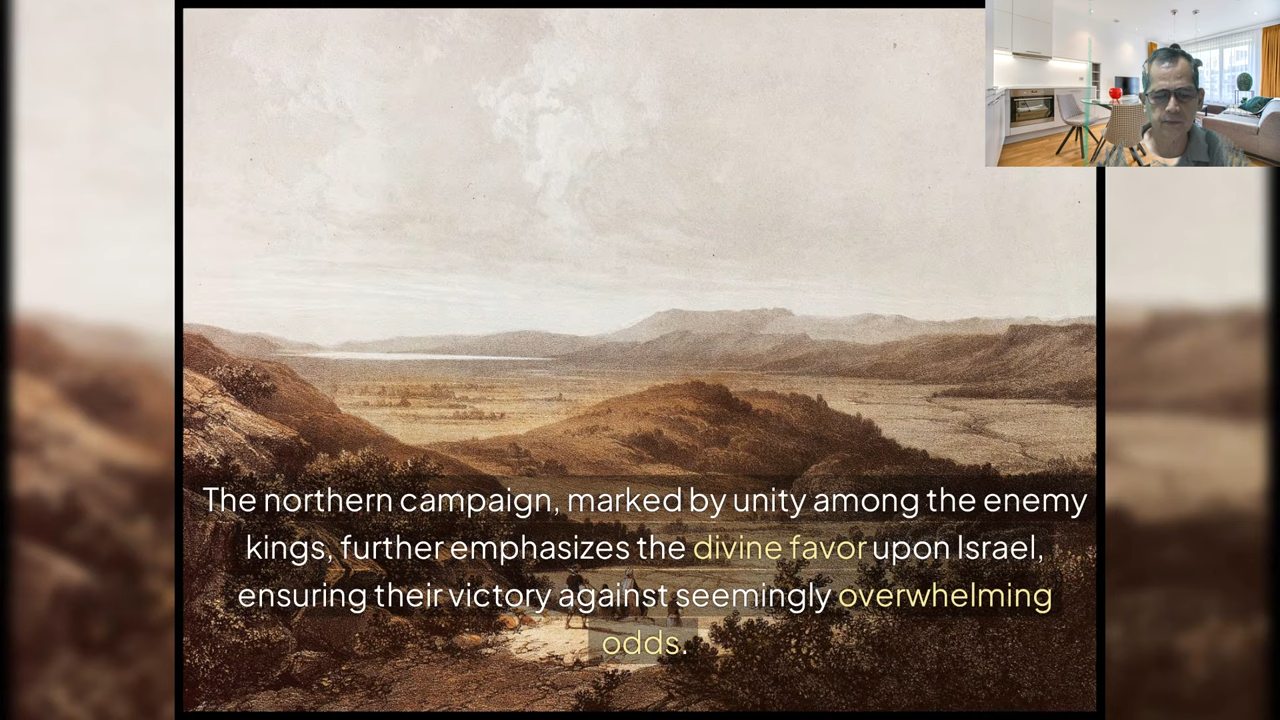 The northern campaign, marked by unity among the enemy
kings, further emphasizes the divine favor upon Israel,
ensuring their victory against seemingly overwhelming
odds.